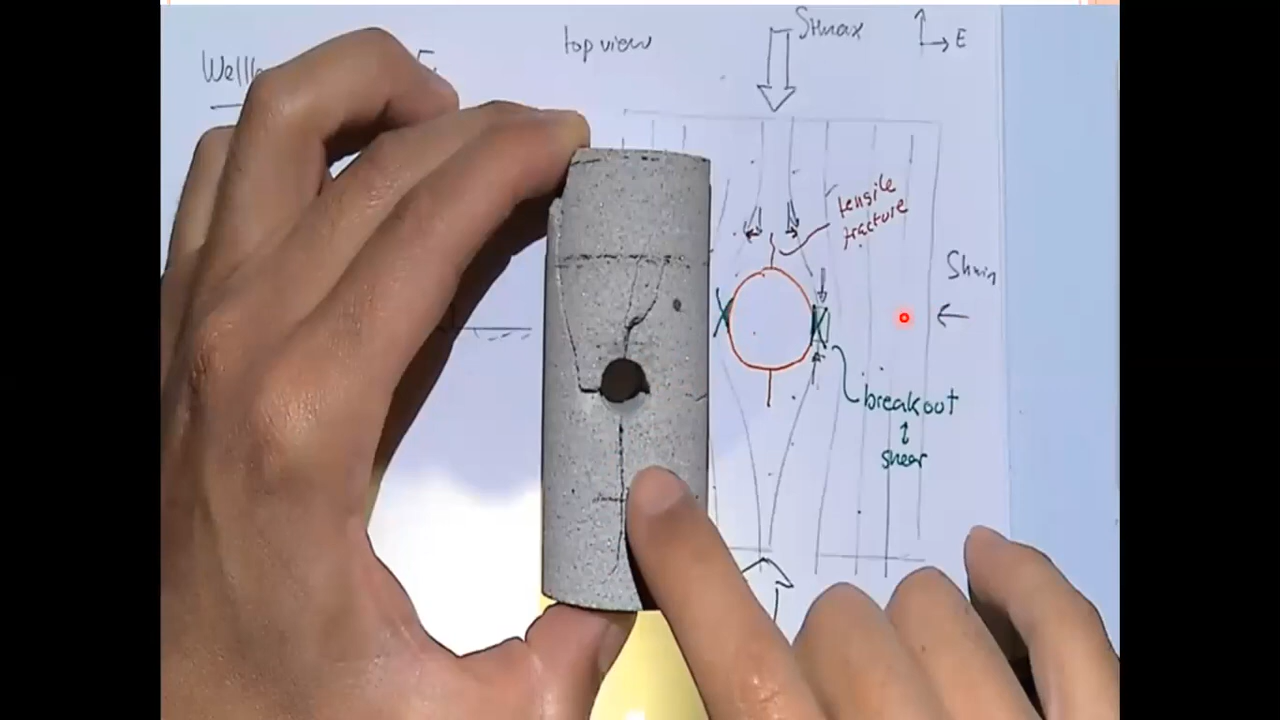 top view
SHmax
E
tensile
fracture
Shmin
breakout
shear